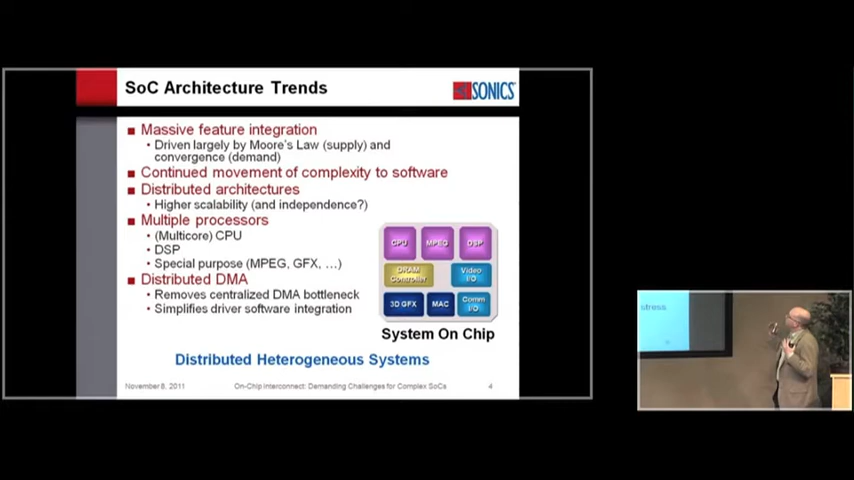 SoC Architecture Trends
SONICS
■ Massive feature integration
• Driven largely by Moore's Law (supply) and
convergence (demand)
■ Continued movement of complexity to software
■ Distributed architectures
• Higher scalability (and independence?)
■ Multiple processors
• (Multicore) CPU
• DSP
• Special purpose (MPEG, GFX, …)
■ Distributed DMA
• Removes centralized DMA bottleneck
• Simplifies driver software integration
CPU
MPEG
DSP
DRAM
Controller
Video
I/O
3D GFX
MAC
Comm
I/O
System On Chip
Distributed Heterogeneous Systems
November 8, 2011
On-Chip Interconnect: Demanding Challenges for Complex SoCs
4
stress